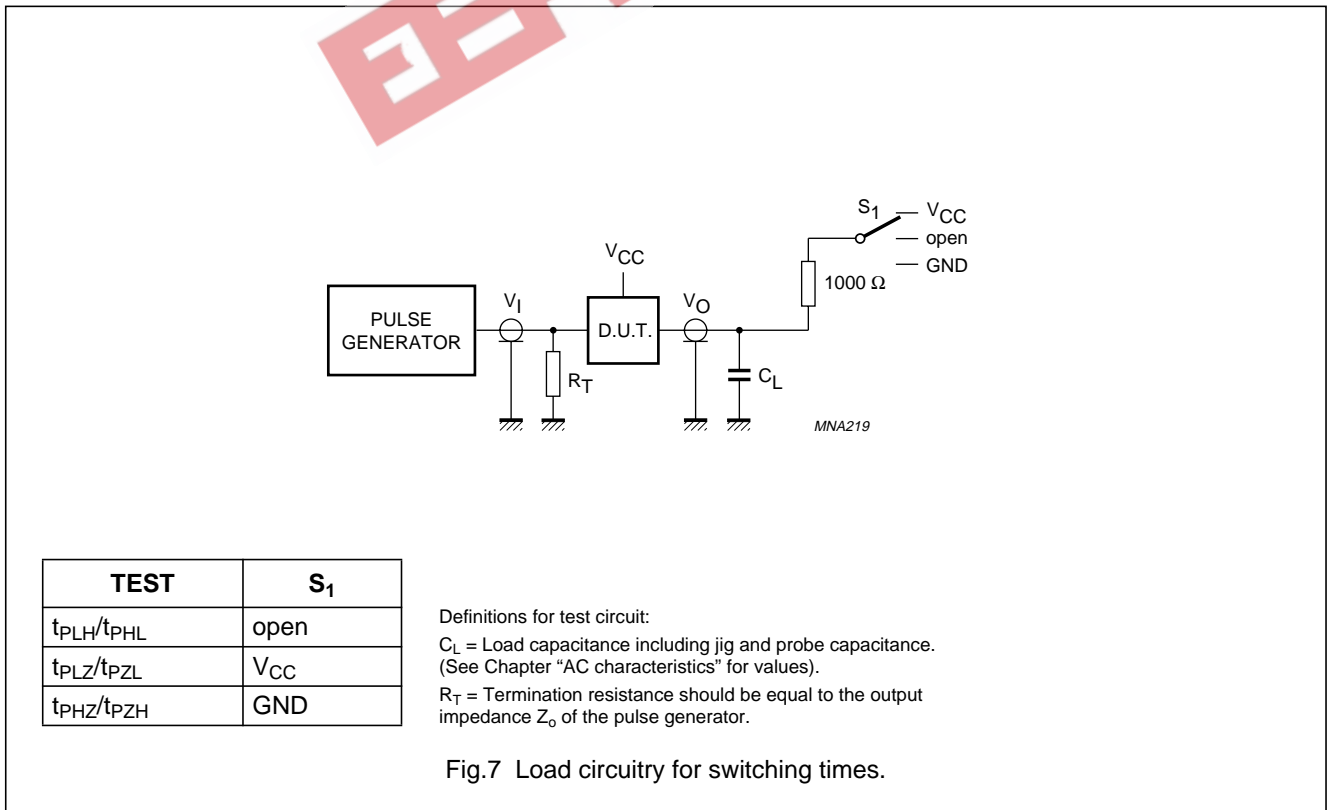 S1
VCC
open
GND
1000 Ω
VCC
PULSE
GENERATOR
VI
D.U.T.
VO
RT
CL
MNA219
TEST S1
tPLH/tPHL open
tPLZ/tPZL VCC
tPHZ/tPZH GND
Definitions for test circuit:
CL = Load capacitance including jig and probe capacitance.
(See Chapter “AC characteristics” for values).
RT = Termination resistance should be equal to the output
impedance Zo of the pulse generator.
Fig.7 Load circuitry for switching times.